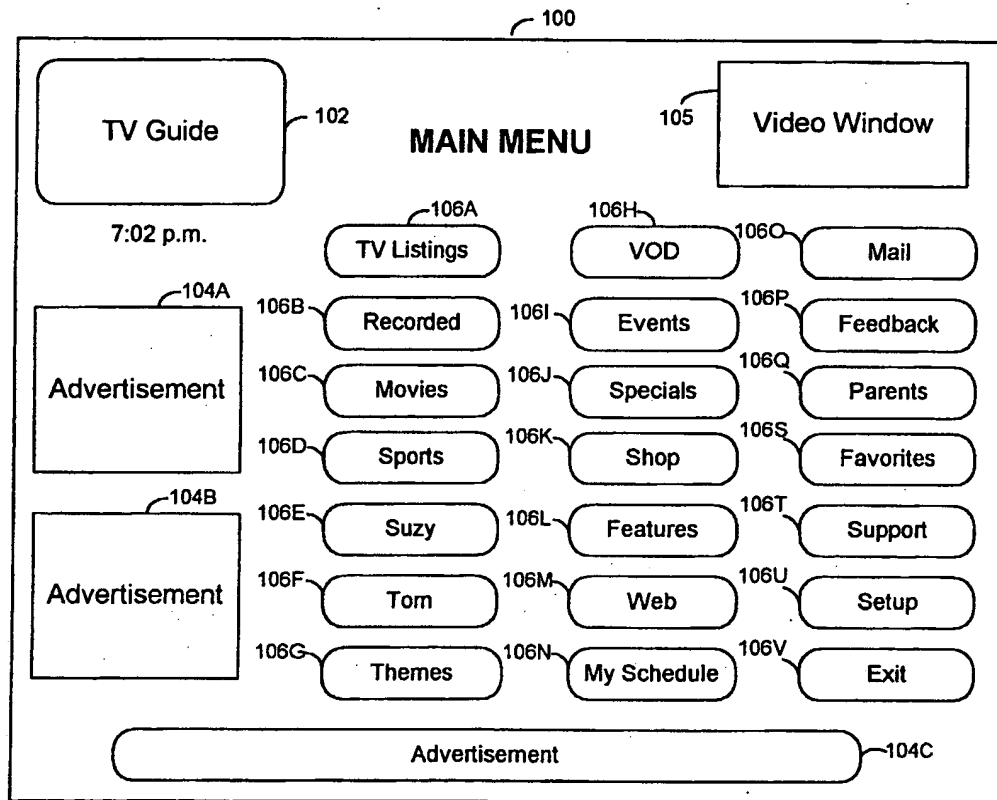 100
TV Guide
102
MAIN MENU
105
Video Window
7:02 p.m.
106A
TV Listings
106H
VOD
106O
Mail
104A
Advertisement
106B
Recorded
106I
Events
106P
Feedback
106C
Movies
106J
Specials
106Q
Parents
106D
Sports
106K
Shop
106S
Favorites
104B
Advertisement
106E
Suzy
106L
Features
106T
Support
106F
Tom
106M
Web
106U
Setup
106G
Themes
106N
My Schedule
106V
Exit
Advertisement
104C